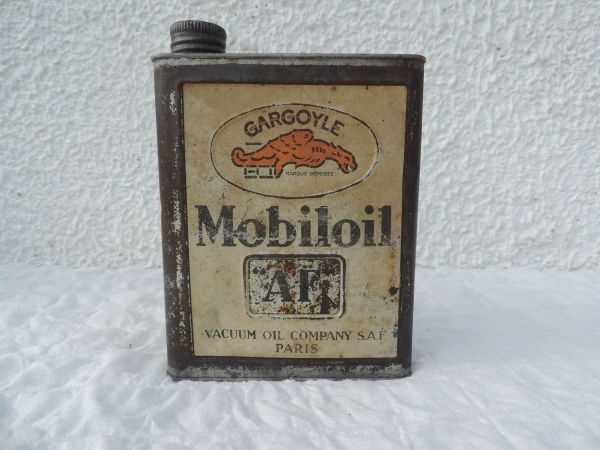 GARGOYLE
MARQUE DÉPOSÉE
Mobiloil
"AF"
VACUUM OIL COMPANY S.A.F.
PARIS